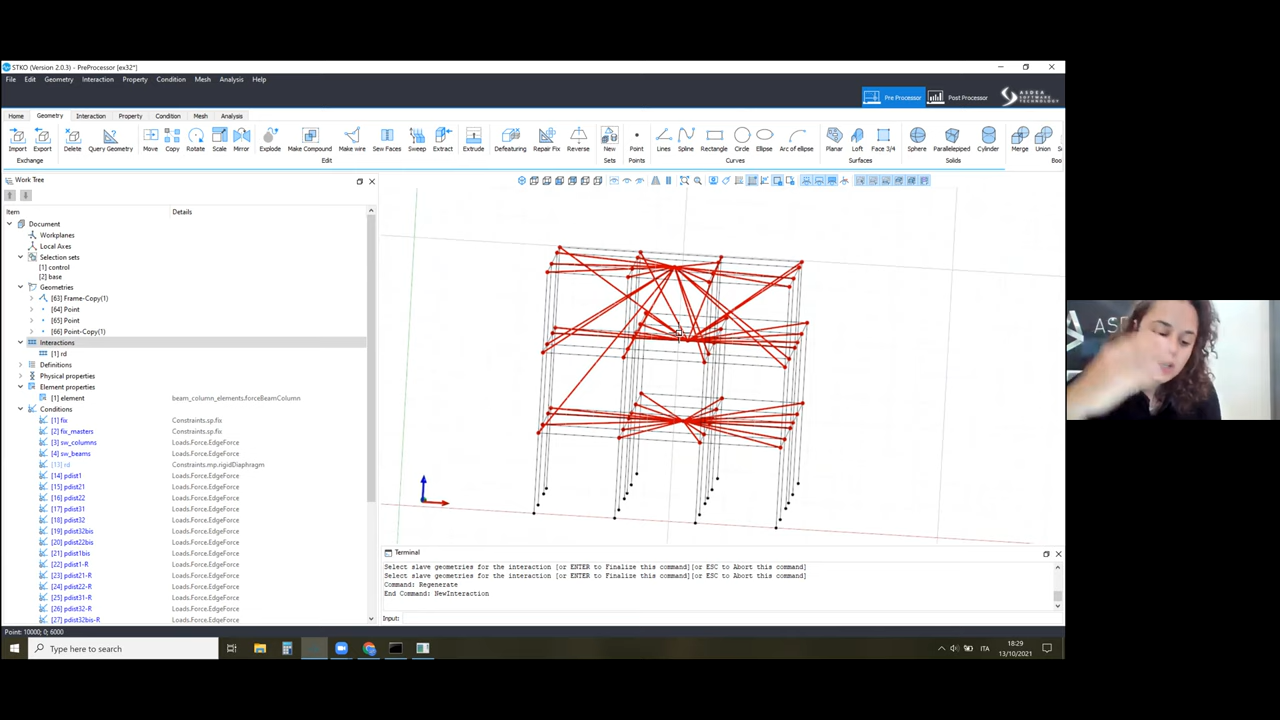 STKO (Version 2.0.3) - PreProcessor [ex32*]
File Edit Geometry Interaction Property Condition Mesh Analysis Help
Pre Processor Post Processor ASDEA SOFTWARE TECHNOLOGY
Home Geometry Interaction Property Condition Mesh Analysis
Import Export Delete Query Geometry Move Copy Rotate Scale Mirror Explode Make Compound Make wire Sew Faces Sweep Extract Extrude Defeaturing Repair Fix Reverse New Sets Point Lines Spline Rectangle Circle Ellipse Arc of ellipse Planar Loft Face 3/4 Sphere Parallelepiped Cylinder Merge Union
Exchange Edit Points Curves Surfaces Solids Boo
Work Tree
Item Details
Document
Workplanes
Local Axes
Selection sets
[1] control
[2] base
Geometries
[63] Frame-Copy(1)
[64] Point
[65] Point
[66] Point-Copy(1)
Interactions
[1] rd
Definitions
Physical properties
Element properties
[1] element beam_column_elements.forceBeamColumn
Conditions
[1] fix Constraints.sp.fix
[2] fix_masters Constraints.sp.fix
[3] sw_columns Loads.Force.EdgeForce
[4] sw_beams Loads.Force.EdgeForce
[13] rd Constraints.mp.rigidDiaphragm
[14] pdist1 Loads.Force.EdgeForce
[15] pdist21 Loads.Force.EdgeForce
[16] pdist22 Loads.Force.EdgeForce
[17] pdist31 Loads.Force.EdgeForce
[18] pdist32 Loads.Force.EdgeForce
[19] pdist32bis Loads.Force.EdgeForce
[20] pdist22bis Loads.Force.EdgeForce
[21] pdist1bis Loads.Force.EdgeForce
[22] pdist1-R Loads.Force.EdgeForce
[23] pdist21-R Loads.Force.EdgeForce
[24] pdist22-R Loads.Force.EdgeForce
[25] pdist31-R Loads.Force.EdgeForce
[26] pdist32-R Loads.Force.EdgeForce
[27] pdist32bis-R Loads.Force.EdgeForce
Terminal
Select slave geometries for the interaction [or ENTER to Finalize this command][or ESC to Abort this command]
Select slave geometries for the interaction [or ENTER to Finalize this command][or ESC to Abort this command]
Command: Regenerate
End Command: NewInteraction
Input:
Point: 10000; 0; 6000
Type here to search
ITA
18:29
13/10/2021